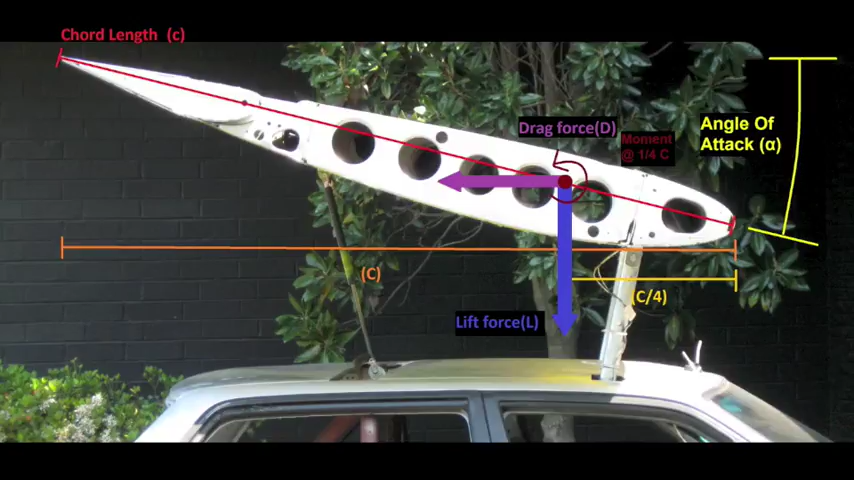 Chord Length (c)
Drag force(D)
Moment
@ 1/4 C
Angle Of
Attack (α)
(C)
(C/4)
Lift force(L)